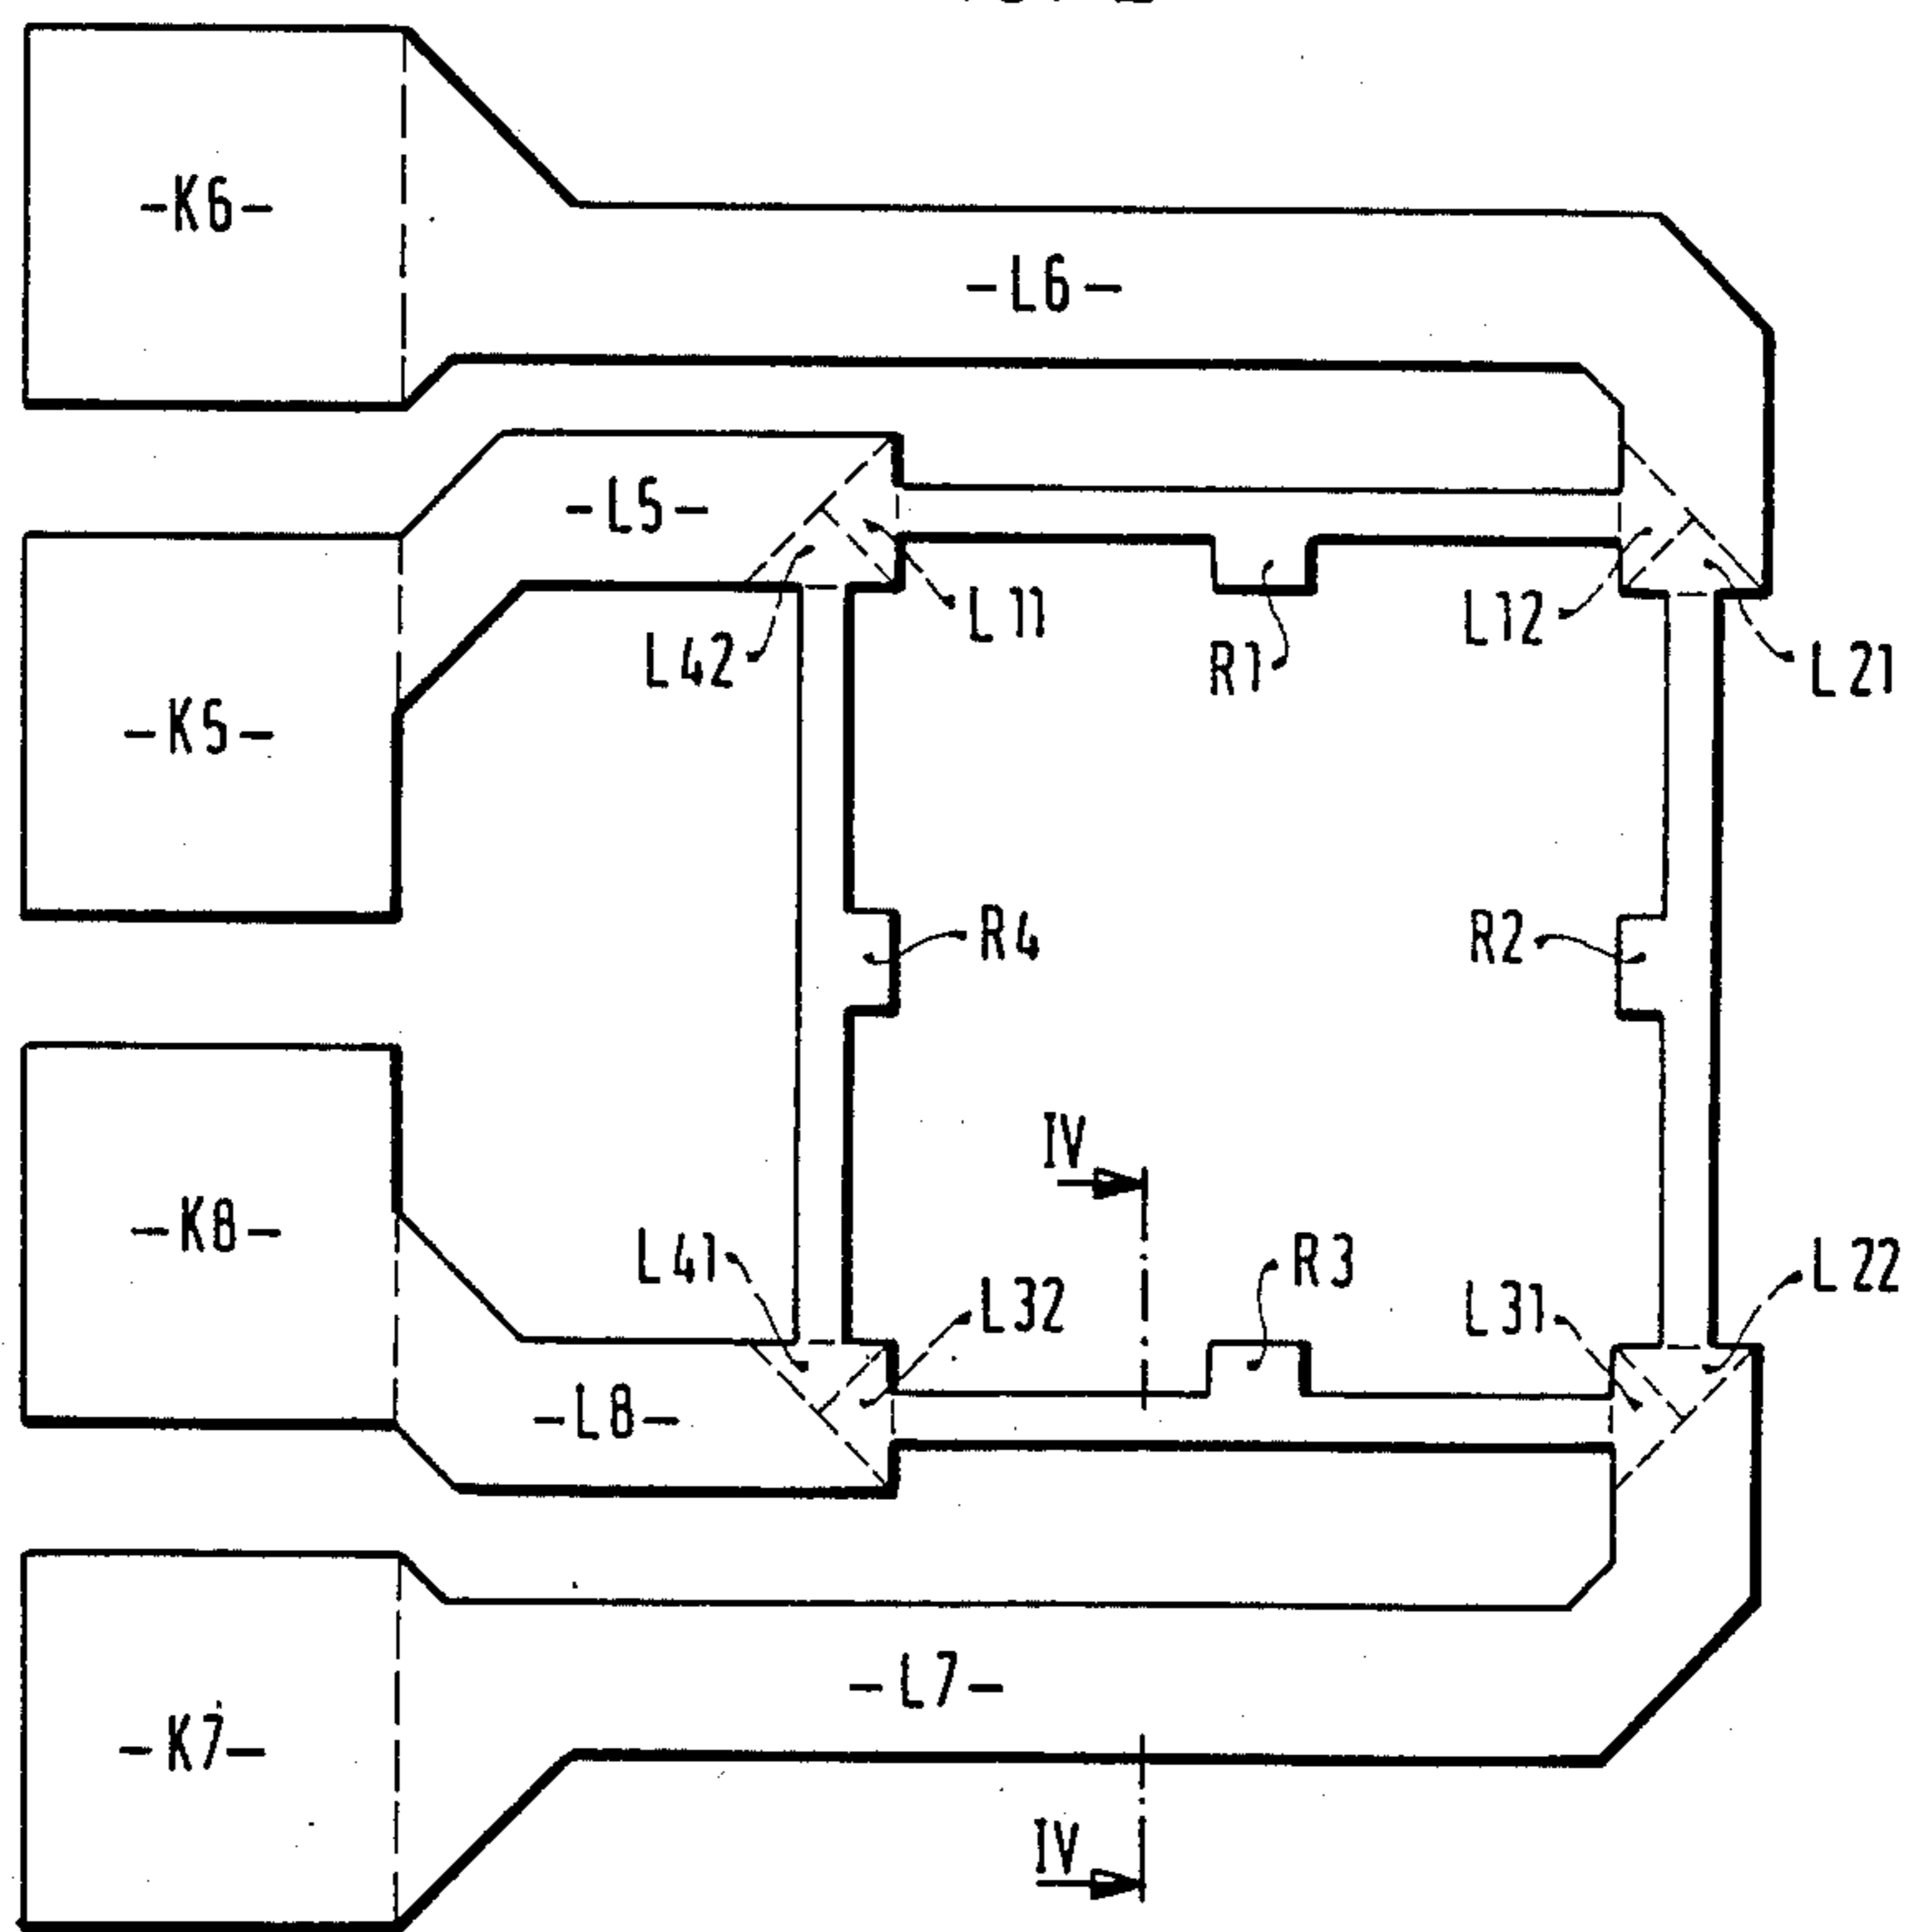 -K6-
-L6-
-L5-
L11
L12
L42
R1
L21
-K5-
R4
R2
IV
-K8-
L41
L32
R3
L31
L22
-L8-
-L7-
-K7-
IV